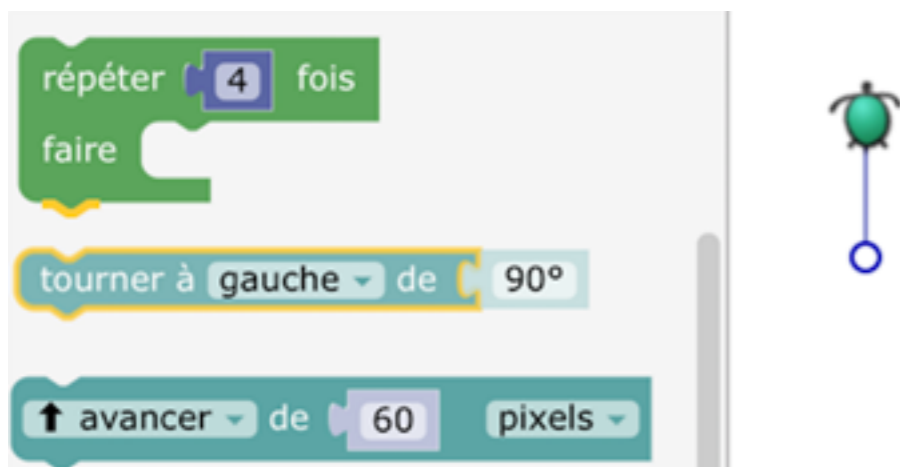 répéter 4 fois
faire
tourner à gauche de 90°
avancer de 60 pixels